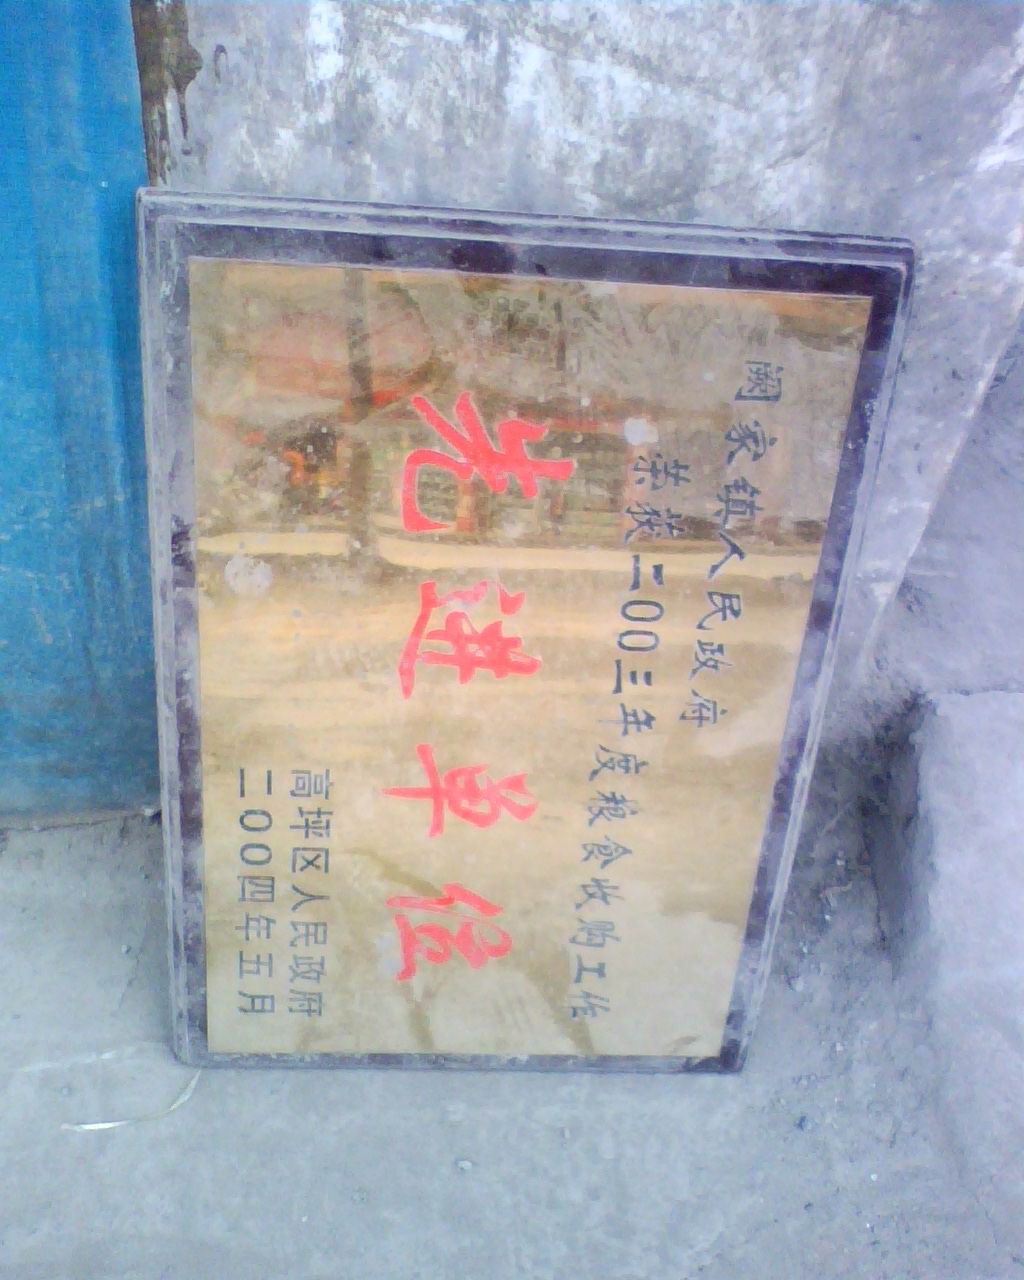 阙家镇人民政府
荣获二00三年度粮食收购工作
先进单位
高坪区人民政府
二00四年五月